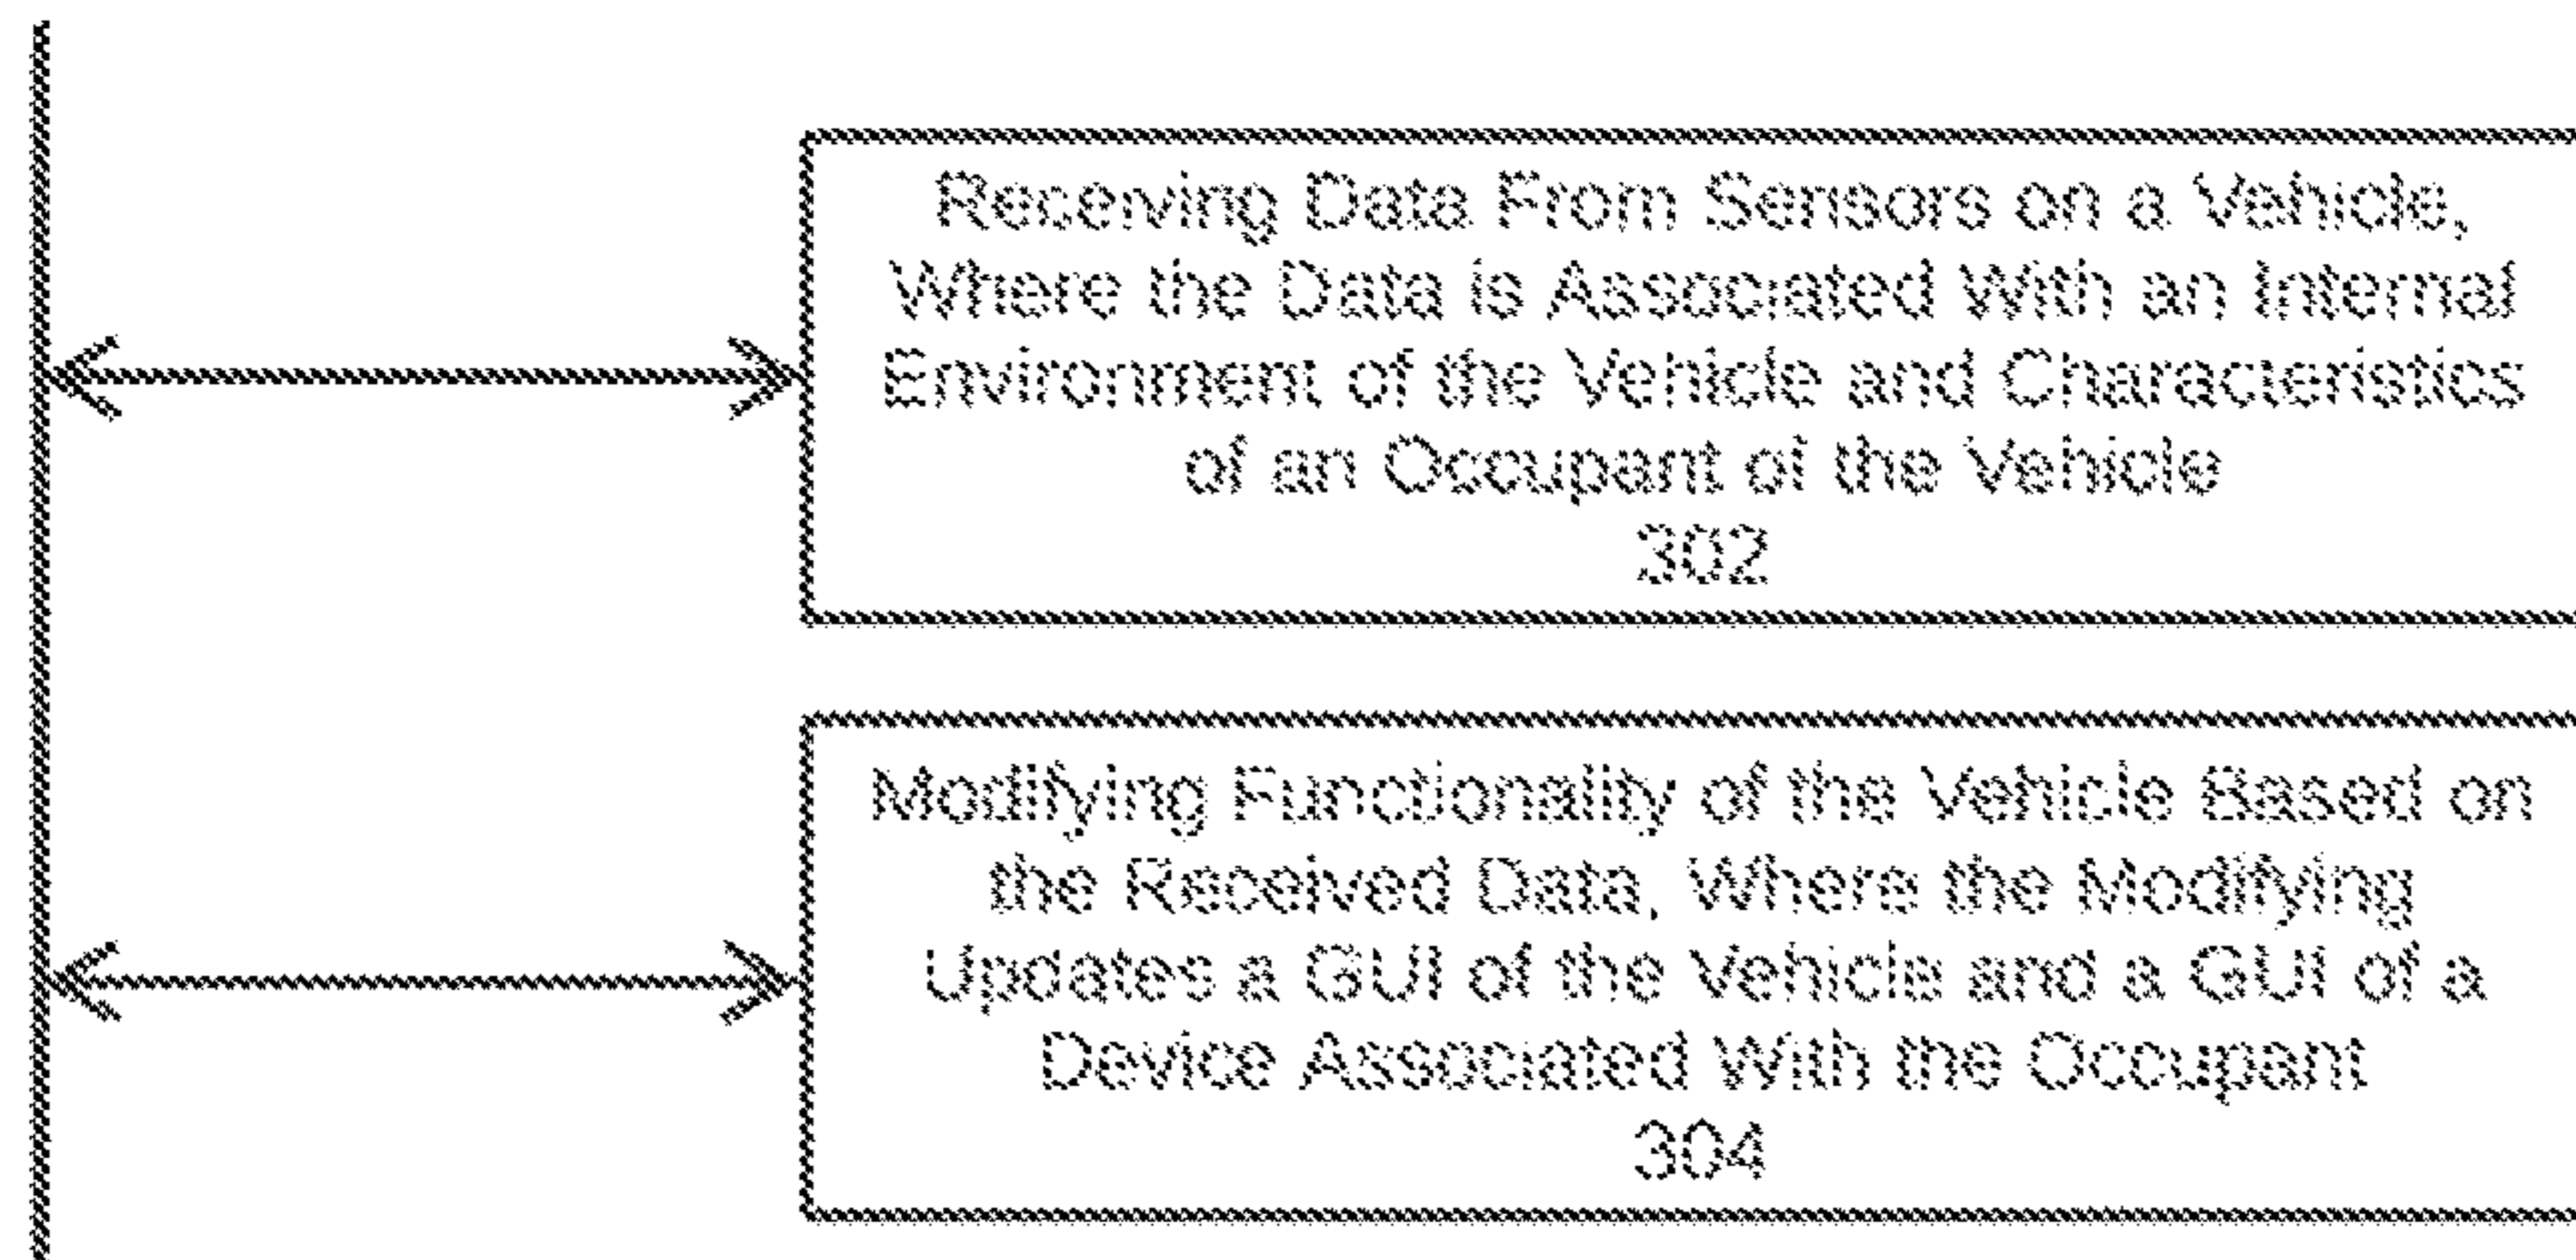 Receiving Data From Sensors on a Vehicle,
Where the Data is Associated With an Internal
Environment of the Vehicle and Characteristics
of an Occupant of the Vehicle
302
Modifying Functionality of the Vehicle Based on
the Received Data, Where the Modifying
Updates a GUI of the Vehicle and a GUI of a
Device Associated With the Occupant
304